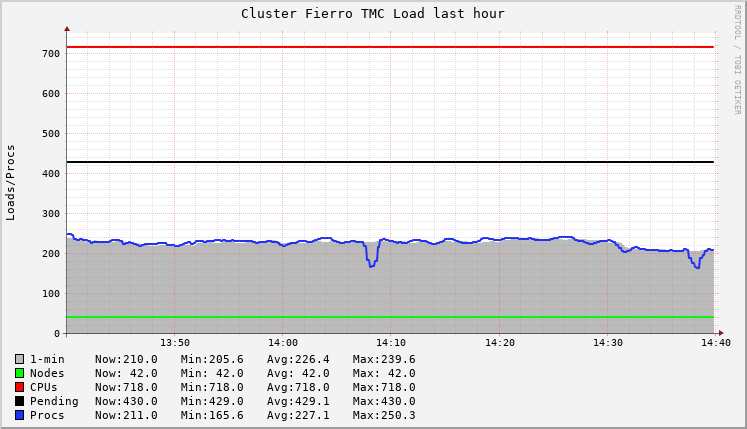 Cluster Fierro TMC Load last hour
RRDTOOL / TOBI OETIKER
Loads/Procs
700
600
500
400
300
200
100
0
13:50 14:00 14:10 14:20 14:30 14:40
1-min Now:210.0 Min:205.6 Avg:226.4 Max:239.6
Nodes Now: 42.0 Min: 42.0 Avg: 42.0 Max: 42.0
CPUs Now:718.0 Min:718.0 Avg:718.0 Max:718.0
Pending Now:430.0 Min:429.0 Avg:429.1 Max:430.0
Procs Now:211.0 Min:165.6 Avg:227.1 Max:250.3